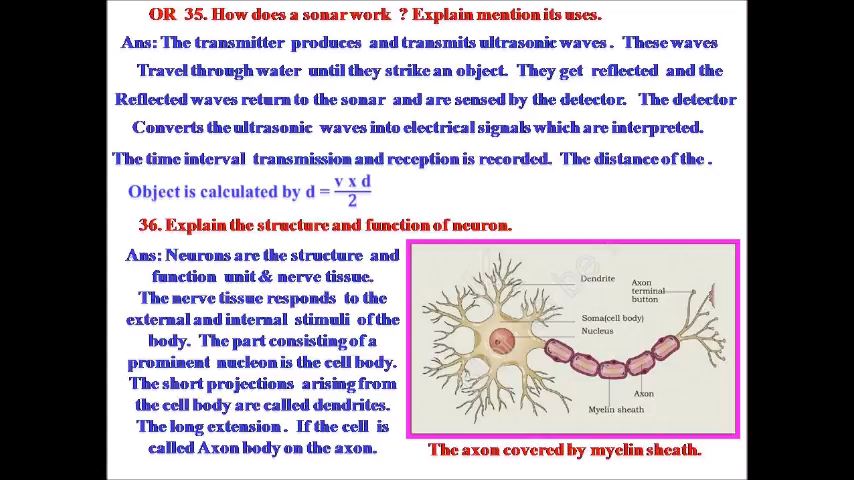 OR 35. How does a sonar work ? Explain mention its uses.
Ans: The transmitter produces and transmits ultrasonic waves . These waves
Travel through water until they strike an object. They get reflected and the
Reflected waves return to the sonar and are sensed by the detector. The detector
Converts the ultrasonic waves into electrical signals which are interpreted.
The time interval transmission and reception is recorded. The distance of the .
Object is calculated by d = v x d / 2
36. Explain the structure and function of neuron.
Ans: Neurons are the structure and
function unit & nerve tissue.
The nerve tissue responds to the
external and internal stimuli of the
body. The part consisting of a
prominent nucleon is the cell body.
The short projections arising from
the cell body are called dendrites.
The long extension . If the cell is
called Axon body on the axon.
Dendrite
Axon
terminal
button
Soma(cell body)
Nucleus
Axon
Myelin sheath
The axon covered by myelin sheath.